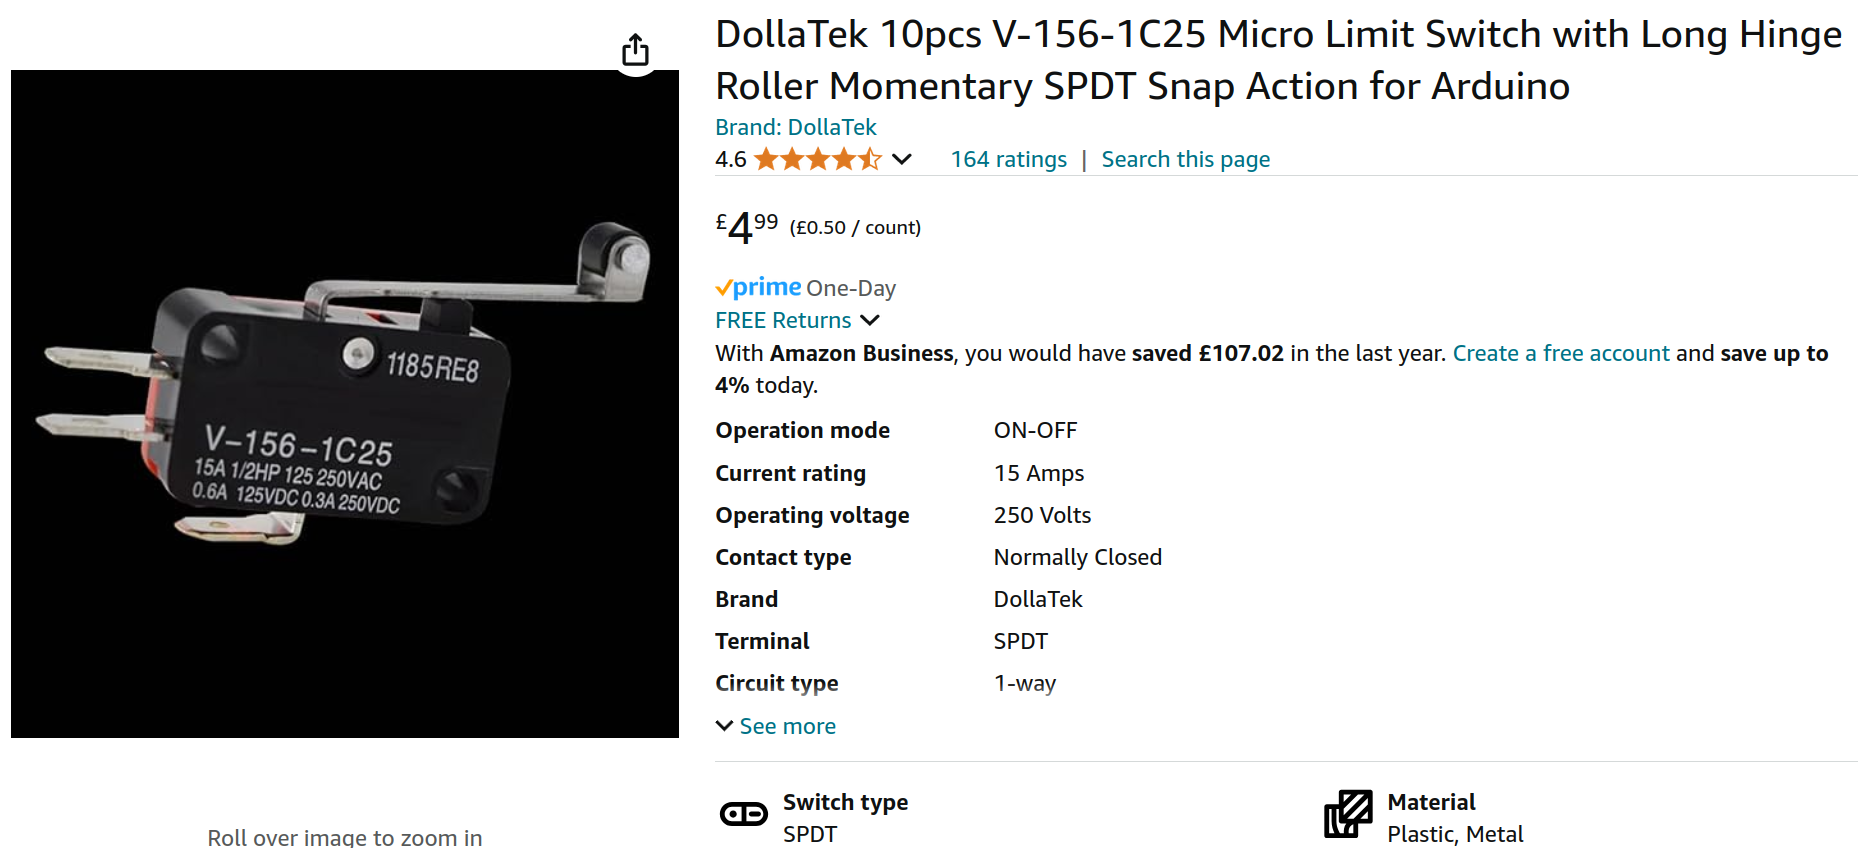 DollaTek 10pcs V-156-1C25 Micro Limit Switch with Long Hinge
Roller Momentary SPDT Snap Action for Arduino
Brand: DollaTek
4.6 164 ratings | Search this page
£4.99 (£0.50 / count)
prime One-Day
FREE Returns
With Amazon Business, you would have saved £107.02 in the last year. Create a free account and save up to
4% today.
Operation mode ON-OFF
Current rating 15 Amps
Operating voltage 250 Volts
Contact type Normally Closed
Brand DollaTek
Terminal SPDT
Circuit type 1-way
See more
Switch type
SPDT
Material
Plastic, Metal
1185RE8
V-156-1C25
15A 1/2HP 125 250VAC
0.6A 125VDC 0.3A 250VDC
Roll over image to zoom in